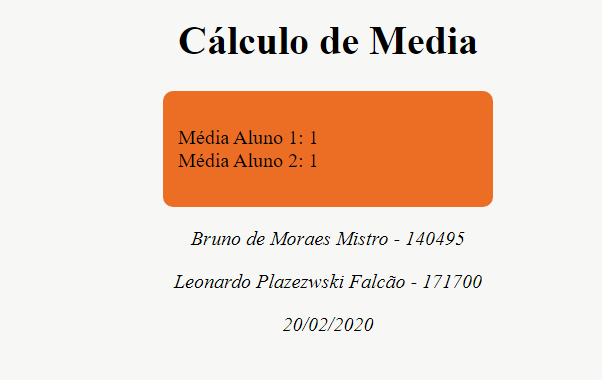 Cálculo de Media
Média Aluno 1: 1
Média Aluno 2: 1
Bruno de Moraes Mistro - 140495
Leonardo Plazezwski Falcão - 171700
20/02/2020